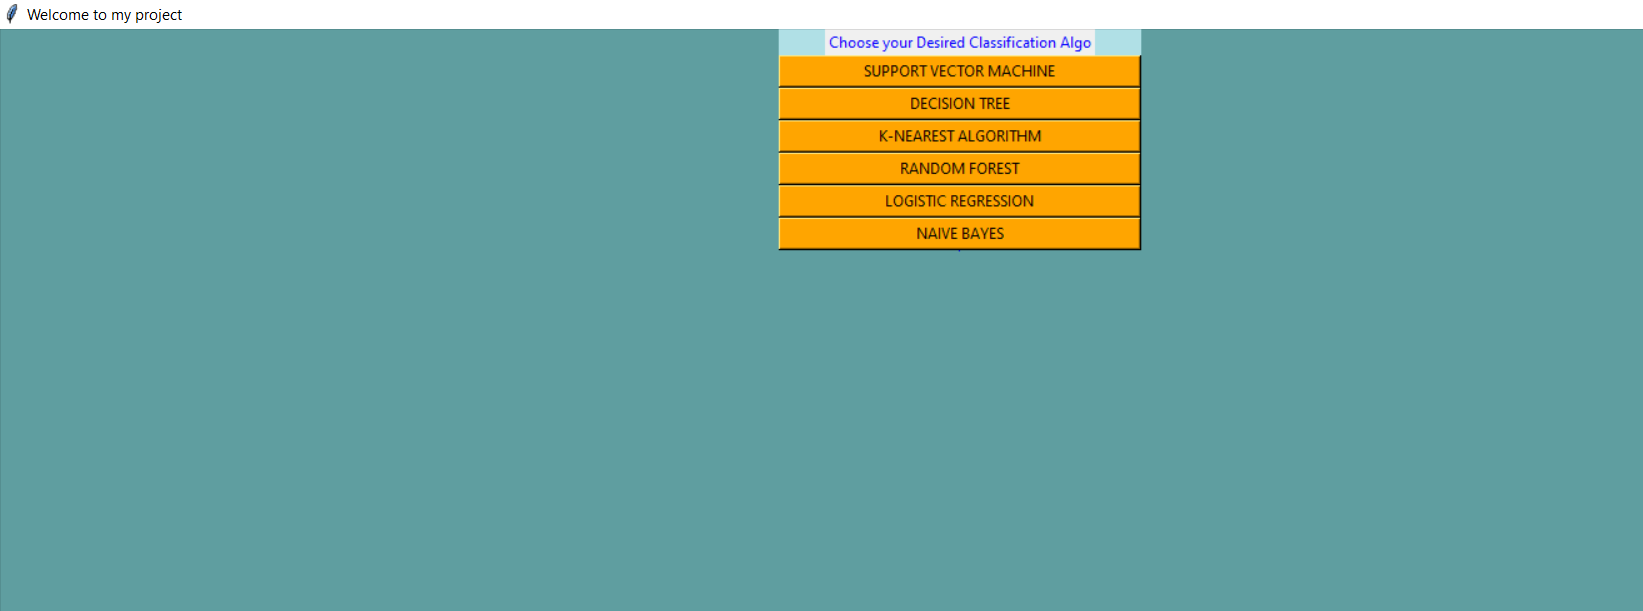 Welcome to my project
Choose your Desired Classification Algo
SUPPORT VECTOR MACHINE
DECISION TREE
K-NEAREST ALGORITHM
RANDOM FOREST
LOGISTIC REGRESSION
NAIVE BAYES